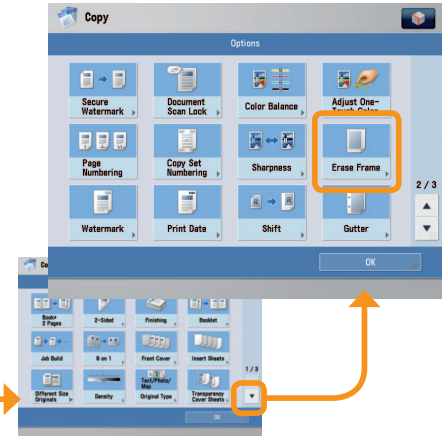 Copy
Options
Secure
Watermark
Document
Scan Lock
Color Balance
Adjust One-
Touch Color
Page
Numbering
Copy Set
Numbering
Sharpness
Erase Frame
2 / 3
Watermark
Print Date
Shift
Gutter
OK
Co
Book▸
2 Pages
2-Sided
Finishing
Booklet
Job Build
N on 1
Front Cover
Insert Sheets
1 / 3
Different Size
Originals
Density
Text/Photo/
Map
Original Type
Transparency
Cover Sheets
OK